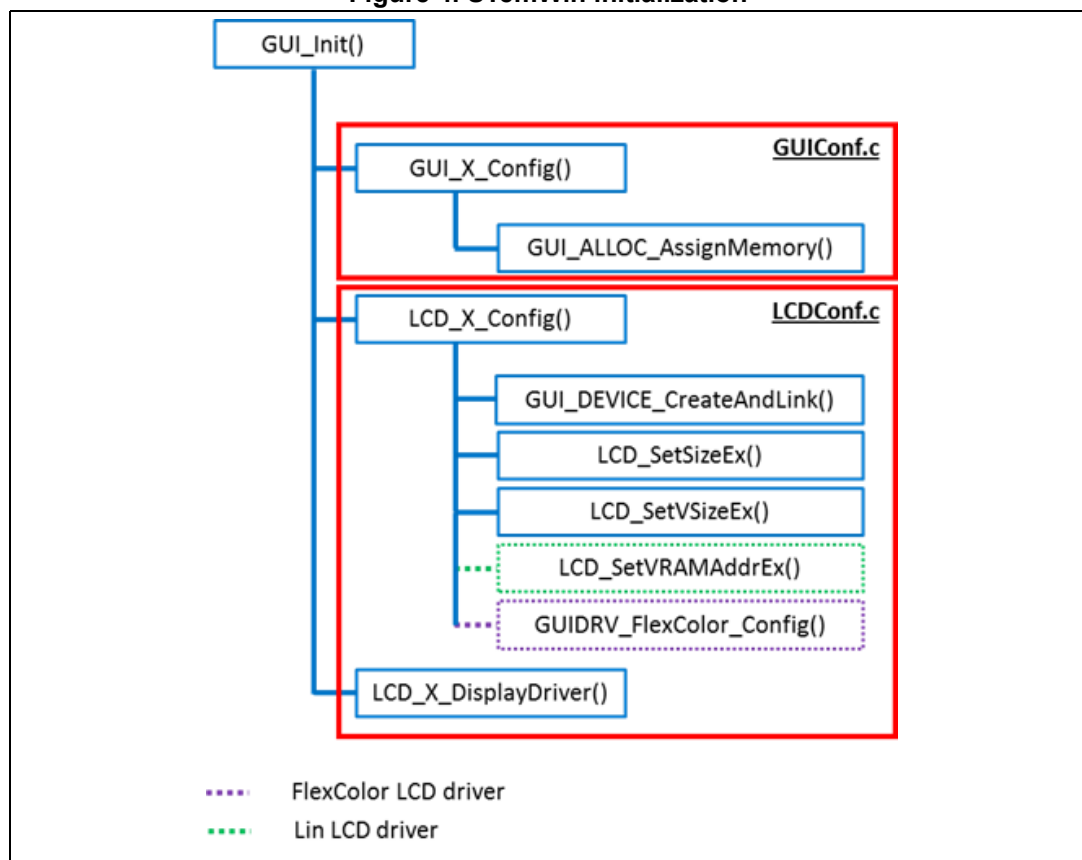 GUI_Init()
GUIConf.c
GUI_X_Config()
GUI_ALLOC_AssignMemory()
LCDConf.c
LCD_X_Config()
GUI_DEVICE_CreateAndLink()
LCD_SetSizeEx()
LCD_SetVSizeEx()
LCD_SetVRAMAddrEx()
GUIDRV_FlexColor_Config()
LCD_X_DisplayDriver()
FlexColor LCD driver
Lin LCD driver